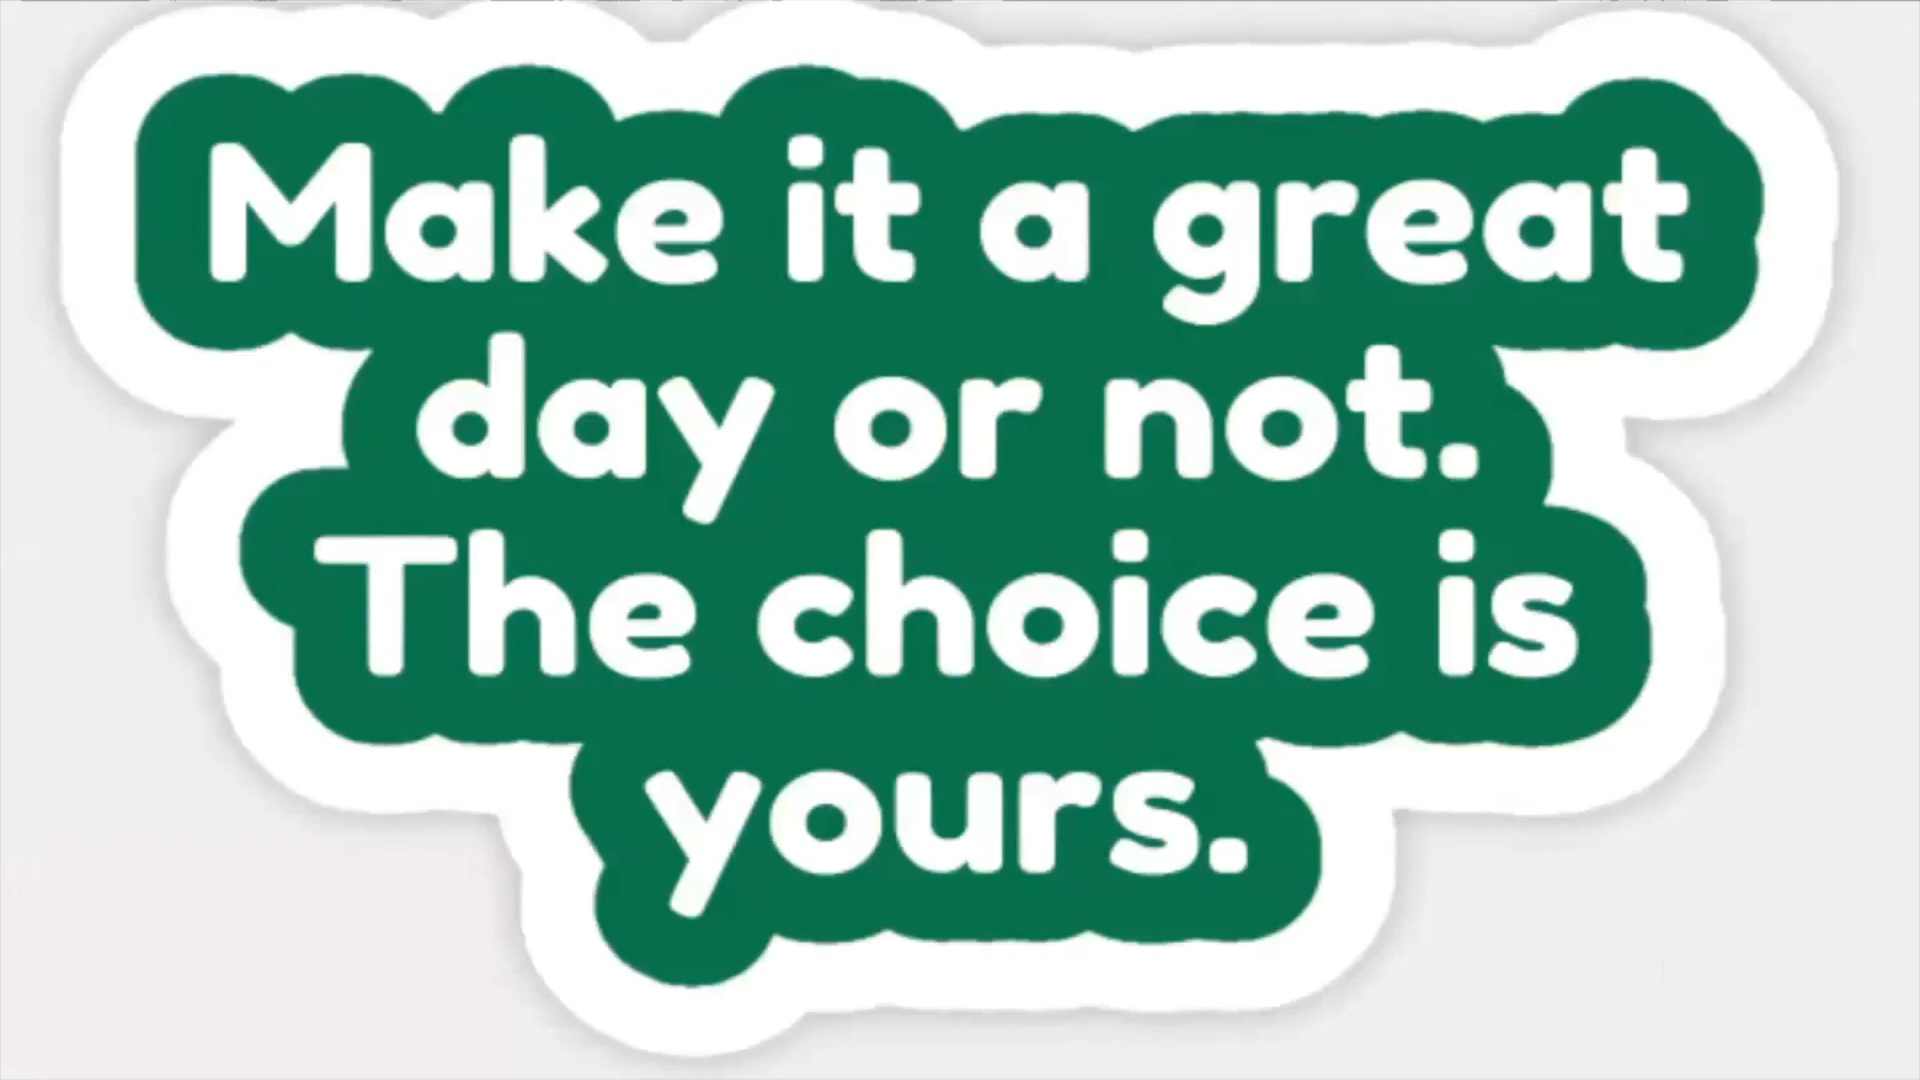 Make it a great
day or not.
The choice is
yours.